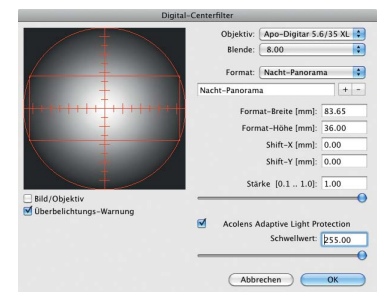 Digital-Centerfilter
Objektiv: Apo-Digitar 5.6/35 XL
Blende: 8.00
Format: Nacht-Panorama
Nacht-Panorama + -
Format-Breite [mm]: 83.65
Format-Höhe [mm]: 36.00
Shift-X [mm]: 0.00
Shift-Y [mm]: 0.00
Stärke [0.1 .. 1.0]: 1.00
Bild/Objektiv
Überbelichtungs-Warnung
Acolens Adaptive Light Protection
Schwellwert: 255.00
Abbrechen OK